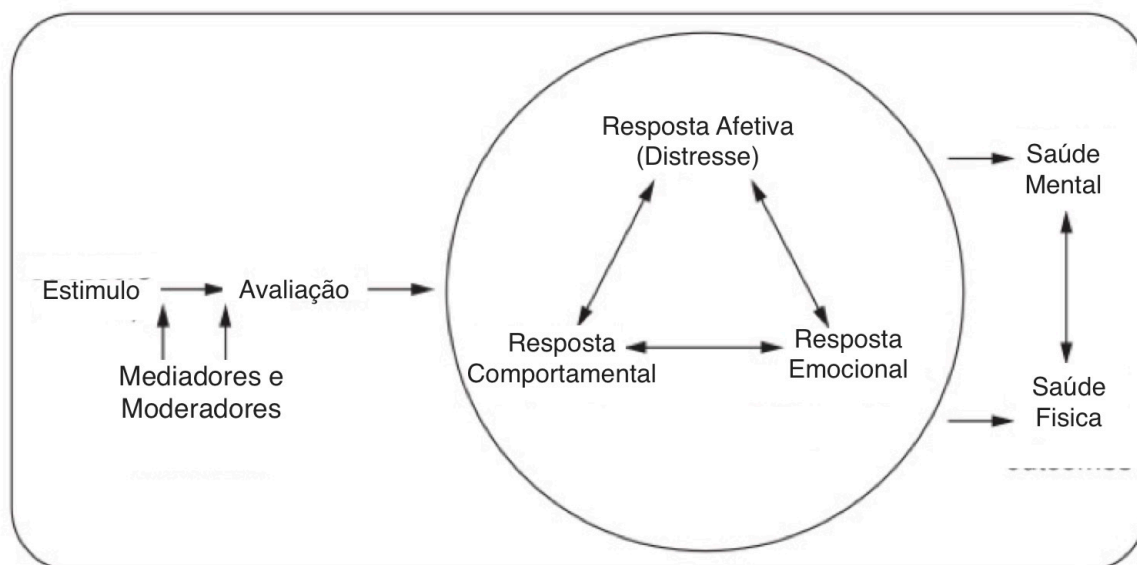 Resposta Afetiva
(Distresse)
Saúde
Mental
Estimulo
Avaliação
Resposta
Comportamental
Resposta
Emocional
Mediadores e
Moderadores
Saúde
Fisica